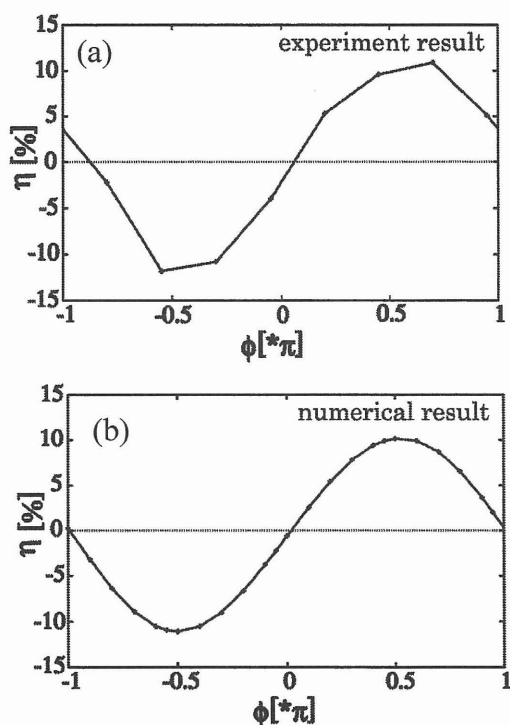 (a)
experiment result
15
10
5
0
-5
-10
-15
η [%]
-1 -0.5 0 0.5 1
ϕ[*π]
(b)
numerical result
15
10
5
0
-5
-10
-15
η [%]
-1 -0.5 0 0.5 1
ϕ[*π]